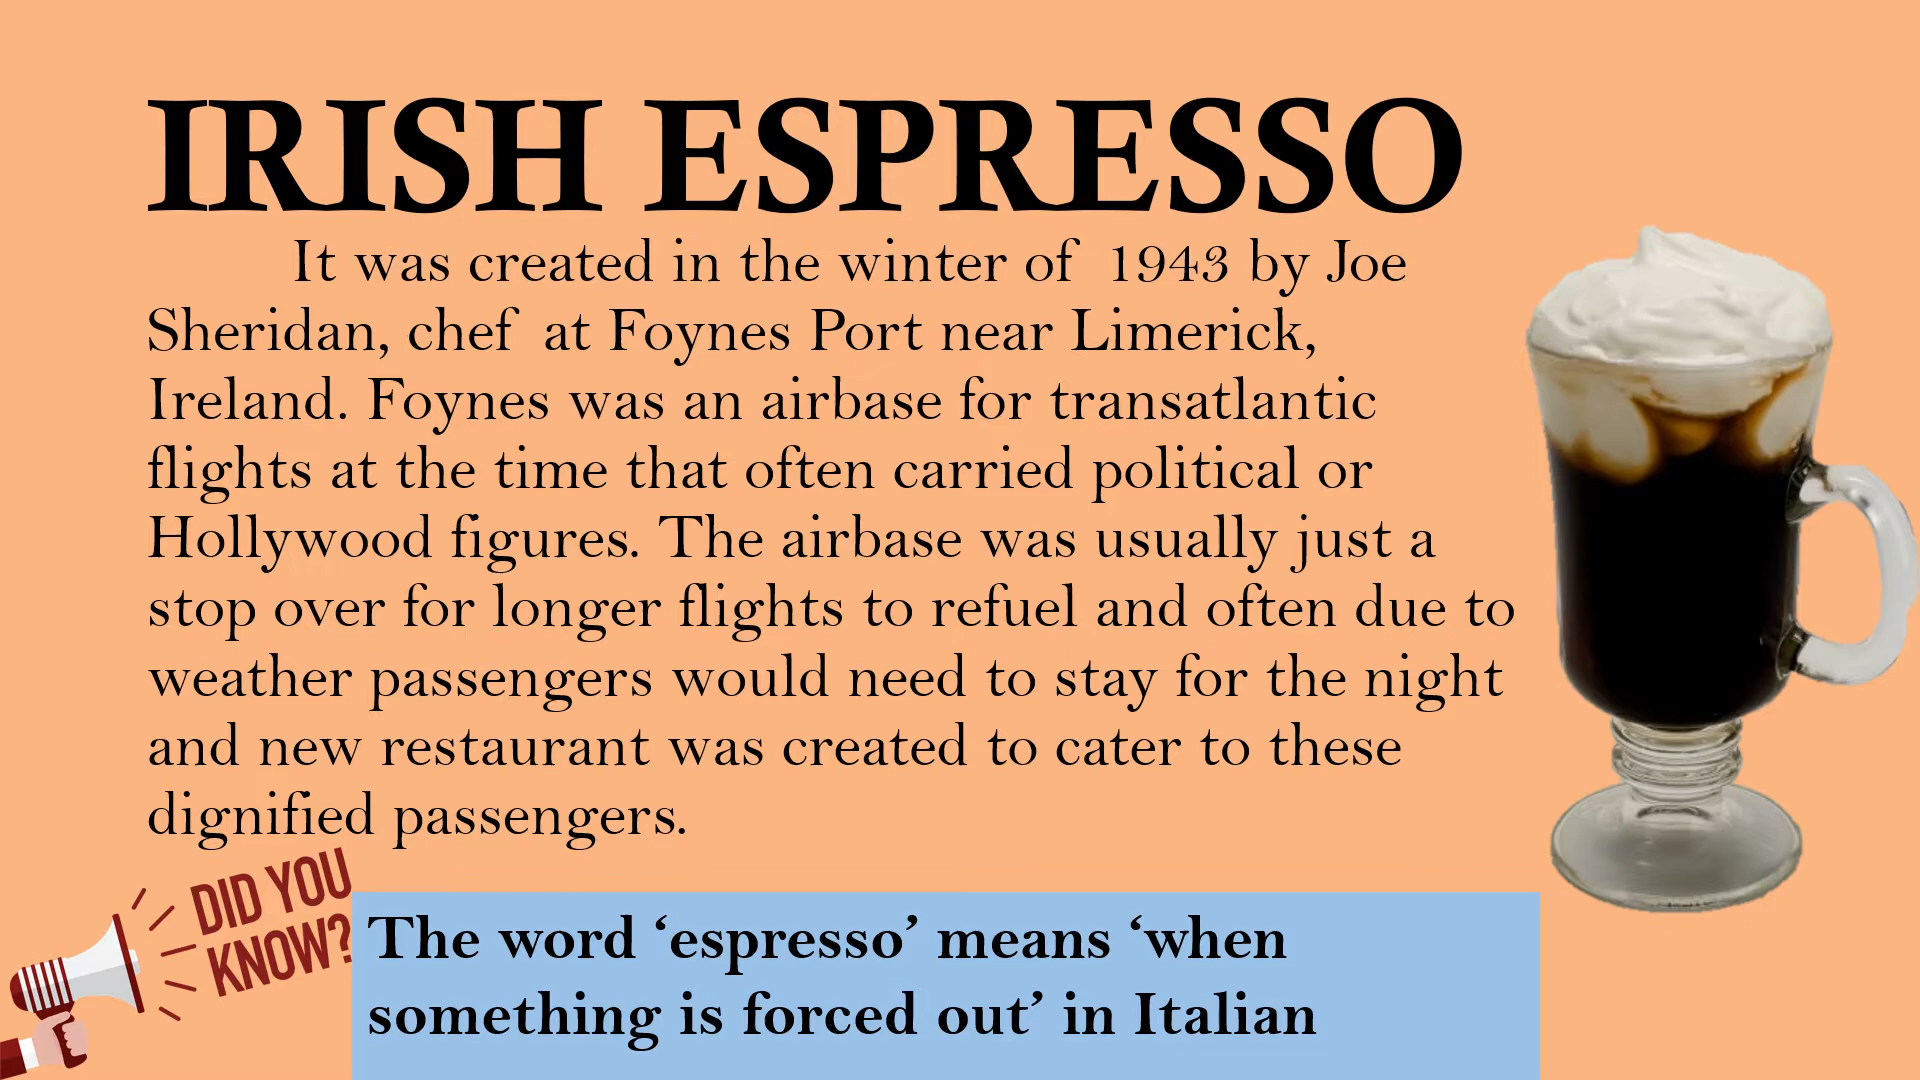 IRISH ESPRESSO
It was created in the winter of 1943 by Joe
Sheridan, chef at Foynes Port near Limerick,
Ireland. Foynes was an airbase for transatlantic
flights at the time that often carried political or
Hollywood figures. The airbase was usually just a
stop over for longer flights to refuel and often due to
weather passengers would need to stay for the night
and new restaurant was created to cater to these
dignified passengers.
DID YOU
KNOW?
The word ‘espresso’ means ‘when
something is forced out’ in Italian